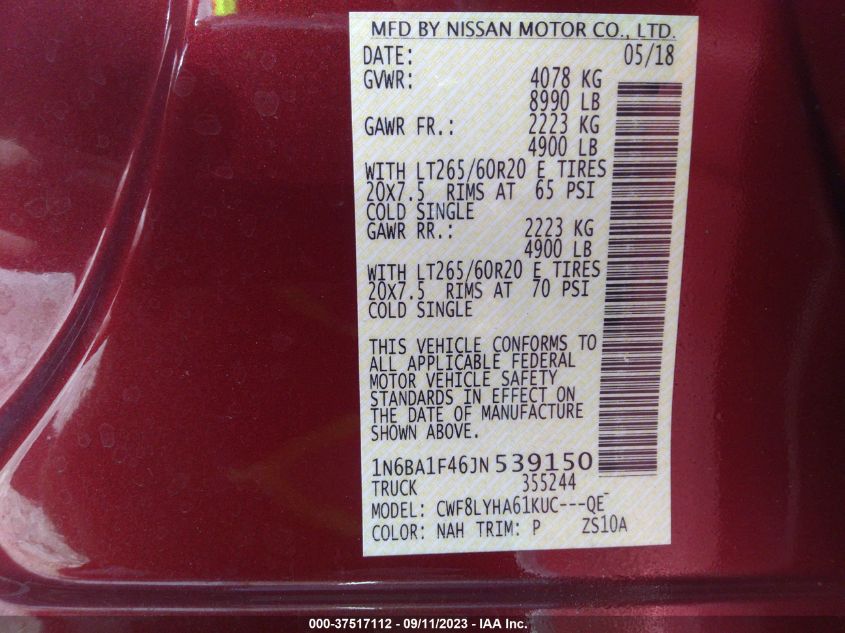 MFD BY NISSAN MOTOR CO., LTD.
DATE: 05/18
GVWR: 4078 KG
8990 LB
GAWR FR.: 2223 KG
4900 LB
WITH LT265/60R20 E TIRES
20X7.5 RIMS AT 65 PSI
COLD SINGLE
GAWR RR.: 2223 KG
4900 LB
WITH LT265/60R20 E TIRES
20X7.5 RIMS AT 70 PSI
COLD SINGLE
THIS VEHICLE CONFORMS TO
ALL APPLICABLE FEDERAL
MOTOR VEHICLE SAFETY
STANDARDS IN EFFECT ON
THE DATE OF MANUFACTURE
SHOWN ABOVE.
1N6BA1F46JN539150
TRUCK 355244
MODEL: CWF8LYHA61KUC---QE-
COLOR: NAH TRIM: P ZS10A
000-37517112 - 09/11/2023 - IAA Inc.